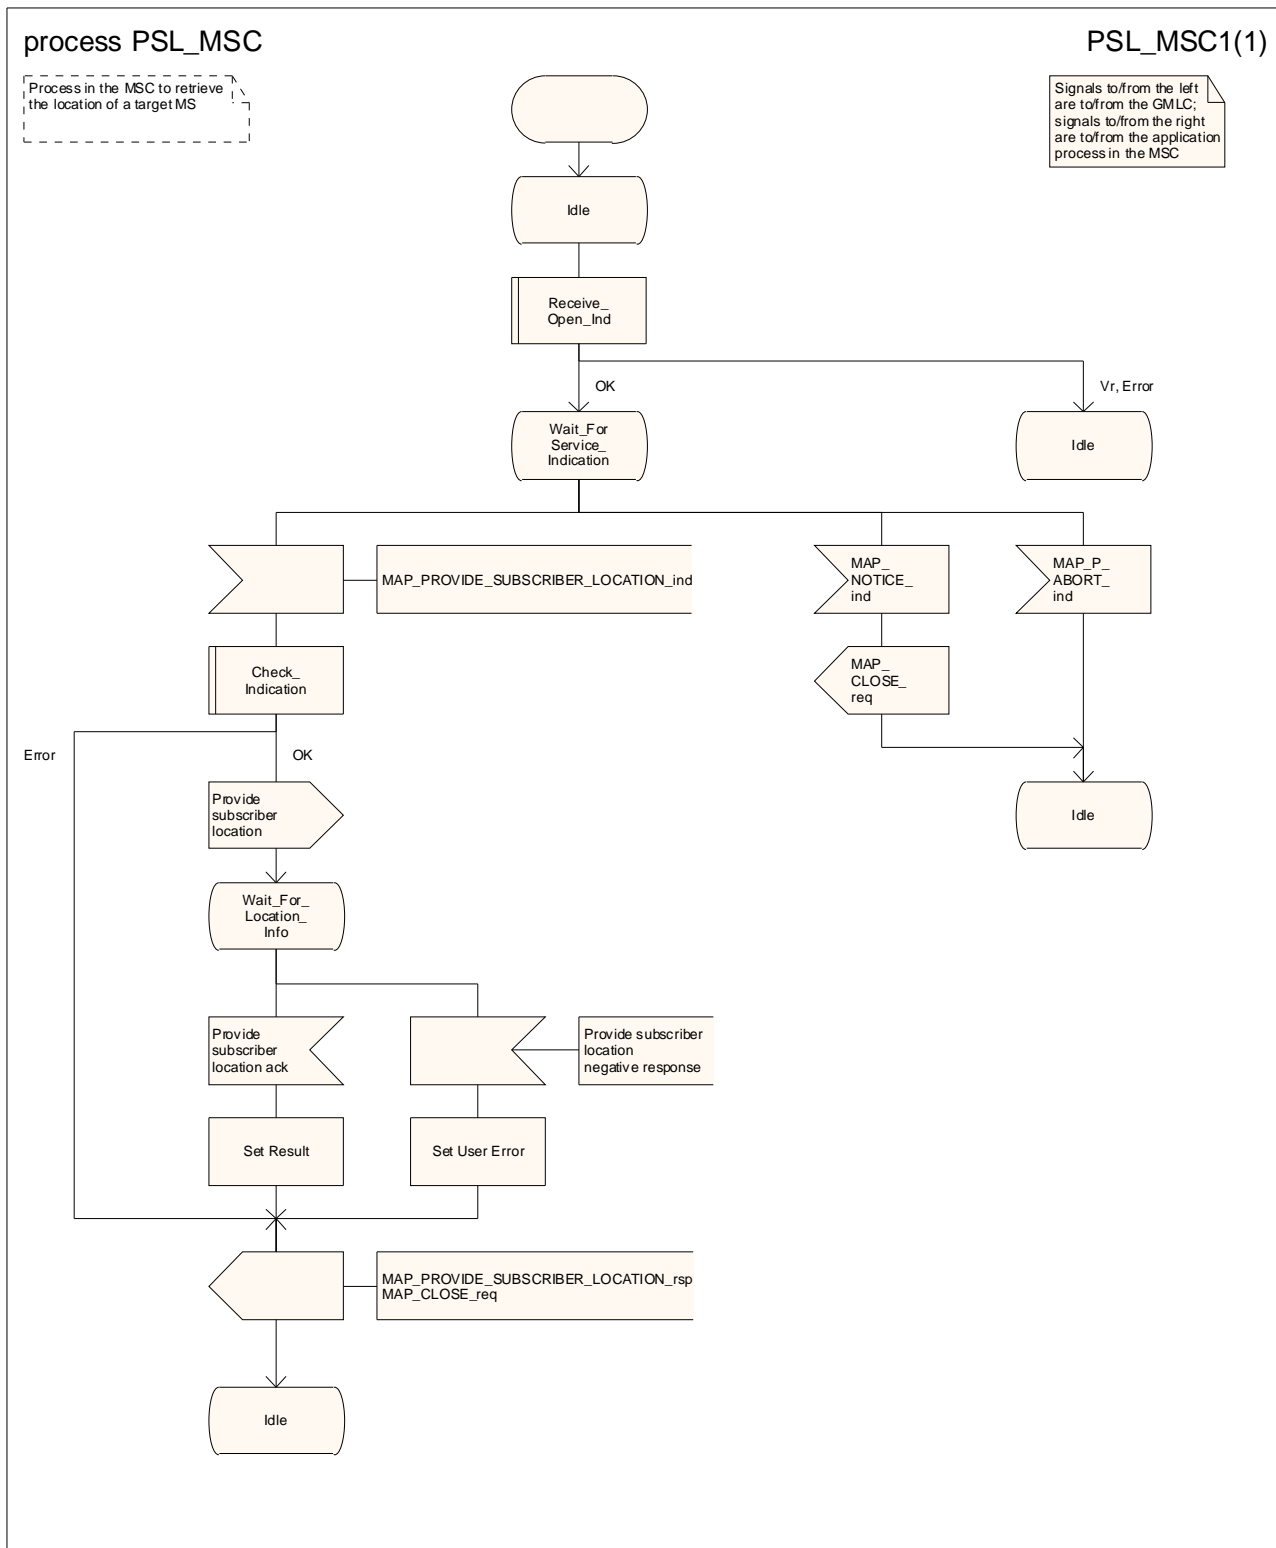 process PSL_MSC
PSL_MSC1(1)
Process in the MSC to retrieve
the location of a target MS
Signals to/from the left
are to/from the GMLC;
signals to/from the right
are to/from the application
process in the MSC
Idle
Receive_
Open_Ind
OK
Vr, Error
Wait_For
Service_
Indication
Idle
MAP_PROVIDE_SUBSCRIBER_LOCATION_ind
MAP_
NOTICE_
ind
MAP_P_
ABORT_
ind
Check_
Indication
MAP_
CLOSE_
req
Error
OK
Provide
subscriber
location
Idle
Wait_For_
Location_
Info
Provide
subscriber
location ack
Provide subscriber
location
negative response
Set Result
Set User Error
MAP_PROVIDE_SUBSCRIBER_LOCATION_rsp
MAP_CLOSE_req
Idle